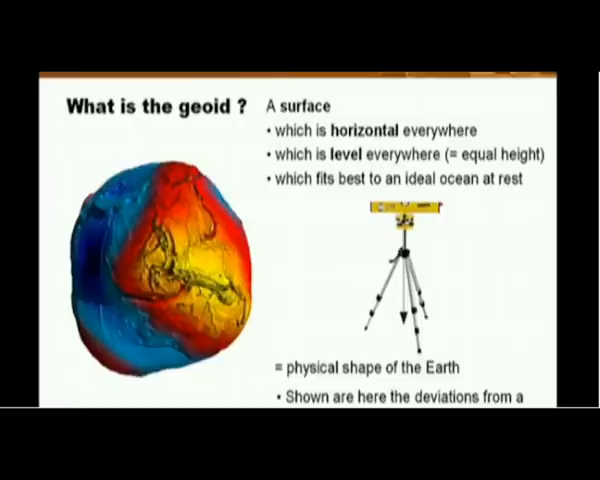 What is the geoid ?
A surface
• which is horizontal everywhere
• which is level everywhere (= equal height)
• which fits best to an ideal ocean at rest
= physical shape of the Earth
• Shown are here the deviations from a